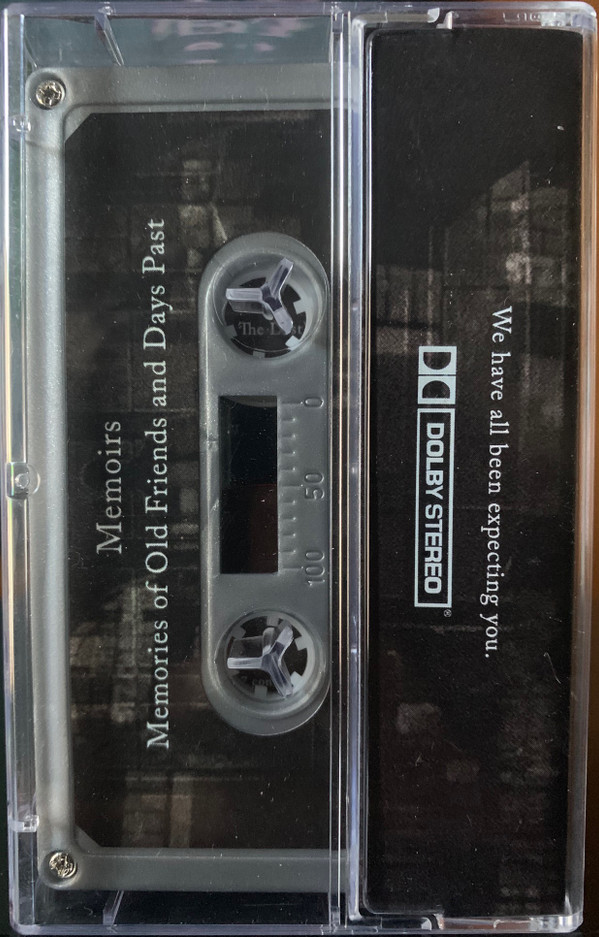 Memoirs
Memories of Old Friends and Days Past
The
0
50
100
We have all been expecting you.
DOLBY STEREO®